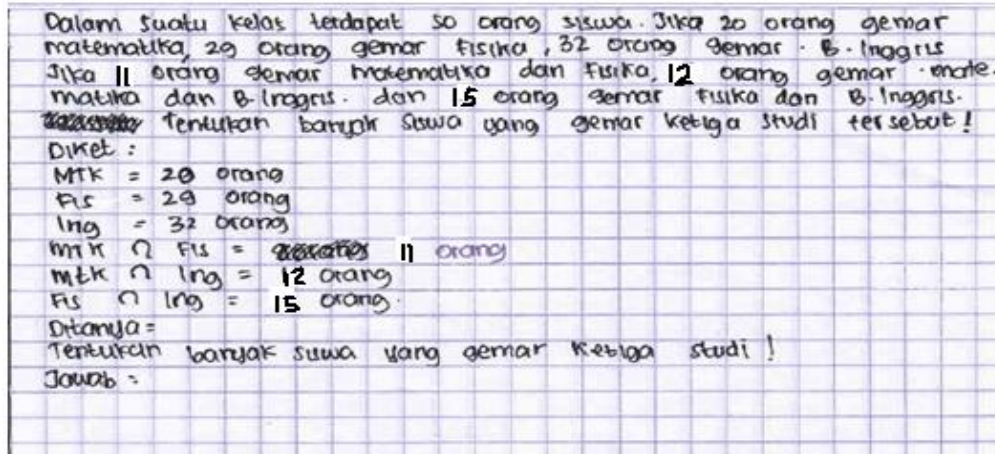 Dalam suatu kelas terdapat 50 orang siswa. Jika 20 orang gemar
matematika, 29 orang gemar fisika, 32 orang gemar B. Inggris
Jika 11 orang gemar matematika dan Fisika, 12 orang gemar mate-
matika dan B. Inggris. dan 15 orang gemar Fisika dan B. Inggris.
Tentukan banyak siswa yang gemar ketiga studi tersebut!
Diket :
MTK = 20 orang
Fis = 29 orang
Ing = 32 orang
mtk ∩ Fis = 11 orang
mtk ∩ Ing = 12 orang
Fis ∩ Ing = 15 orang.
Ditanya =
Tentukan banyak siswa yang gemar ketiga studi !
Jawab :